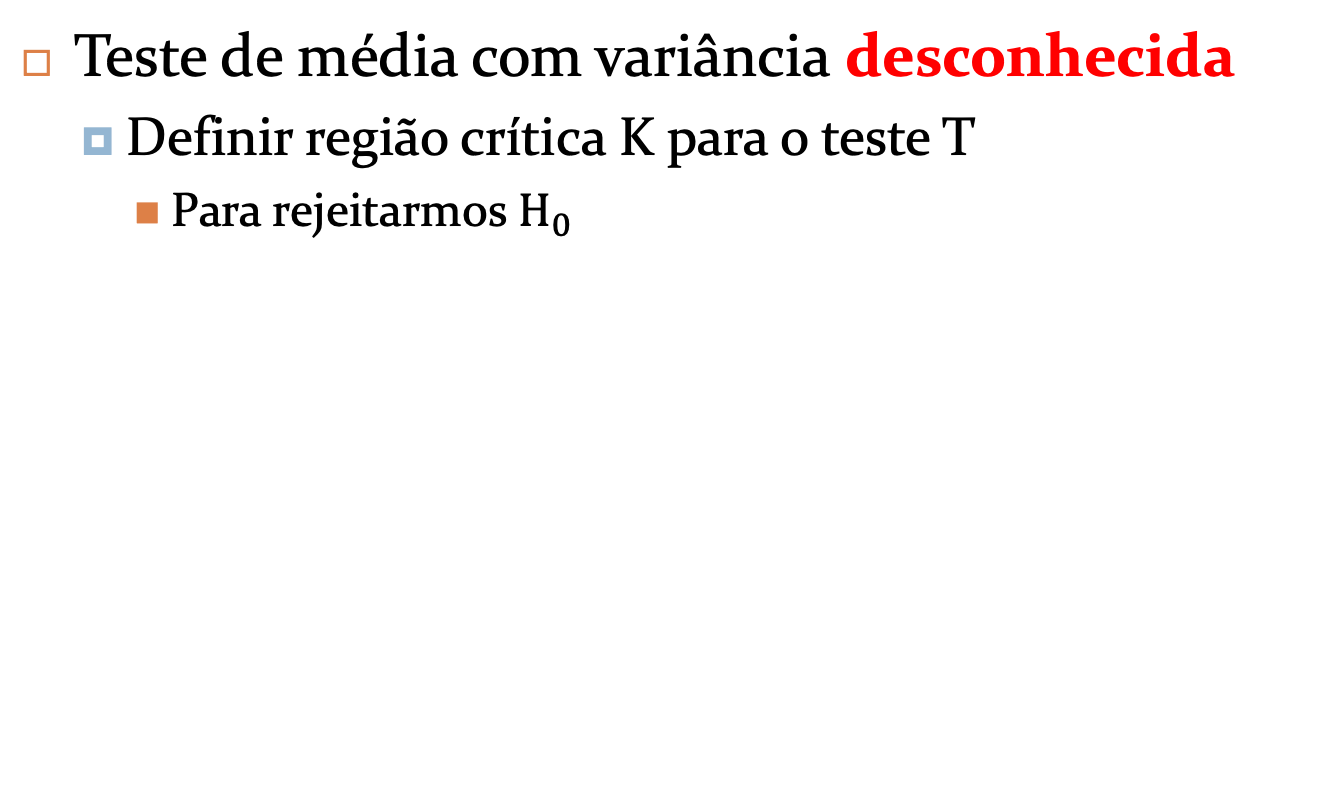 Teste de média com variância desconhecida
Definir região crítica K para o teste T
Para rejeitarmos H₀